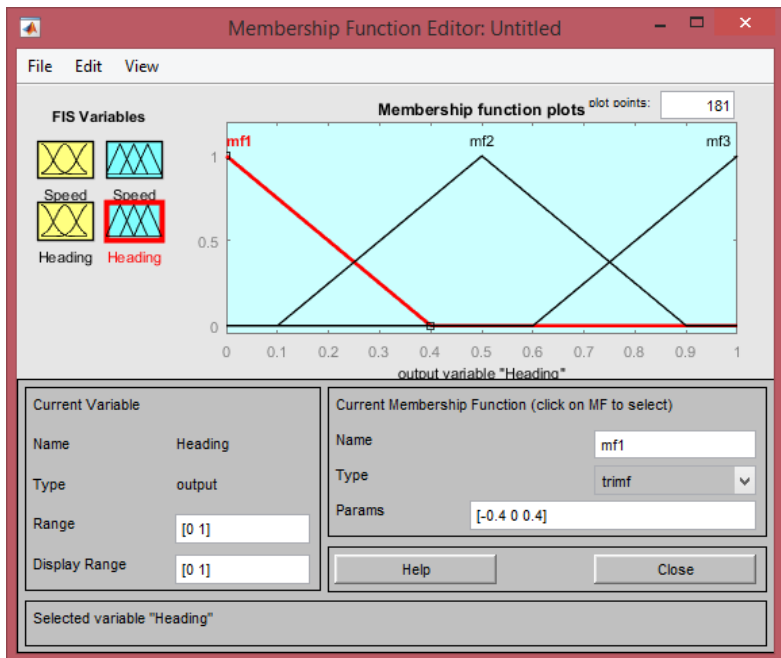 Membership Function Editor: Untitled
File Edit View
FIS Variables
Membership function plots
plot points:
181
Speed Speed
Heading Heading
mf1 mf2 mf3
1
0.5
0
0 0.1 0.2 0.3 0.4 0.5 0.6 0.7 0.8 0.9 1
output variable "Heading"
Current Variable
Name Heading
Type output
Range [0 1]
Display Range [0 1]
Current Membership Function (click on MF to select)
Name mf1
Type trimf
Params [-0.4 0 0.4]
Help Close
Selected variable "Heading"